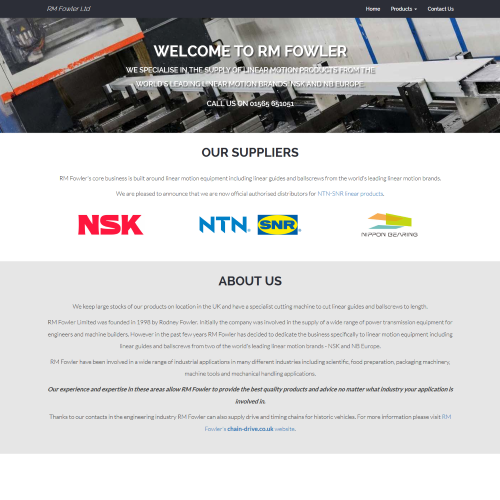 RM Fowler Ltd
Home Products Contact Us
WELCOME TO RM FOWLER
WE SPECIALISE IN THE SUPPLY OF LINEAR MOTION PRODUCTS FROM THE
WORLD'S LEADING LINEAR MOTION BRANDS, NSK AND NB EUROPE.
CALL US ON 01565 651051
OUR SUPPLIERS
RM Fowler's core business is built around linear motion equipment including linear guides and ballscrews from the world's leading linear motion brands.
We are pleased to announce that we are now official authorised distributors for NTN-SNR linear products.
NSK NTN® SNR® NIPPON BEARING
ABOUT US
We keep large stocks of our products on location in the UK and have a specialist cutting machine to cut linear guides and ballscrews to length.
RM Fowler Limited was founded in 1998 by Rodney Fowler. Initially the company was involved in the supply of a wide range of power transmission equipment for
engineers and machine builders. However in the past few years RM Fowler has decided to dedicate the business specifically to linear motion equipment including
linear guides and ballscrews from two of the world's leading linear motion brands - NSK and NB Europe.
RM Fowler have been involved in a wide range of industrial applications in many different industries including scientific, food preparation, packaging machinery,
machine tools and mechanical handling applications.
Our experience and expertise in these areas allow RM Fowler to provide the best quality products and advice no matter what industry your application is
involved in.
Thanks to our contacts in the engineering industry RM Fowler can also supply drive and timing chains for historic vehicles. For more information please visit RM
Fowler's chain-drive.co.uk website.